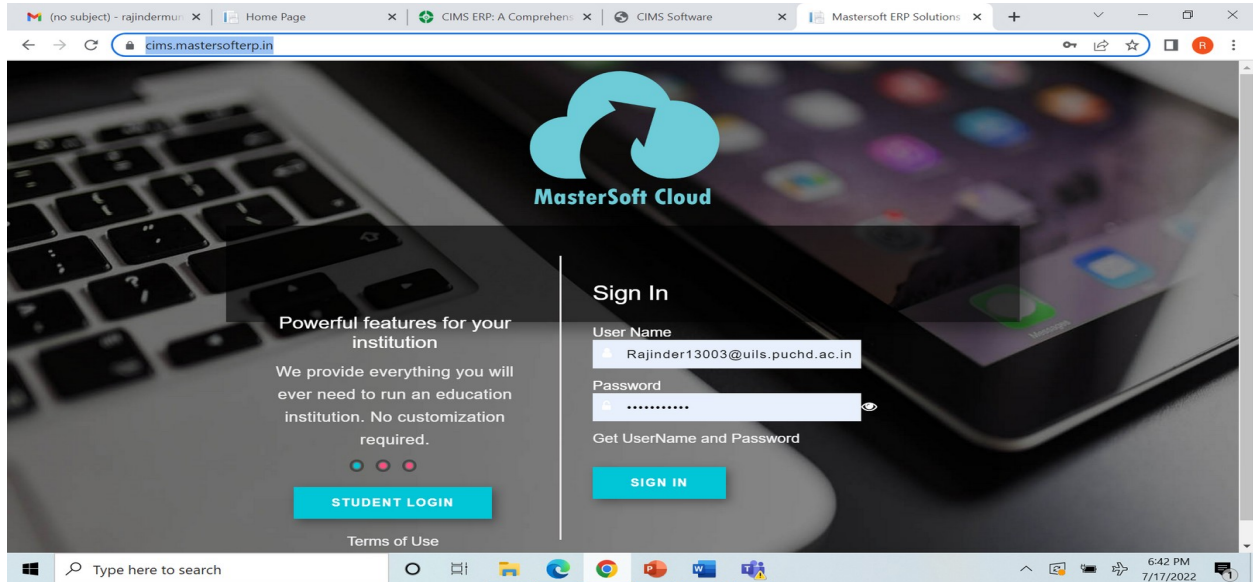 (no subject) - rajindermun
Home Page
CIMS ERP: A Comprehens
CIMS Software
Mastersoft ERP Solutions
cims.mastersofterp.in
R
MasterSoft Cloud
Powerful features for your
institution
We provide everything you will
ever need to run an education
institution. No customization
required.
STUDENT LOGIN
Terms of Use
Sign In
User Name
Rajinder13003@uils.puchd.ac.in
Password
•••••••••••
Get UserName and Password
SIGN IN
Messages
Type here to search
6:42 PM
7/17/2022
1